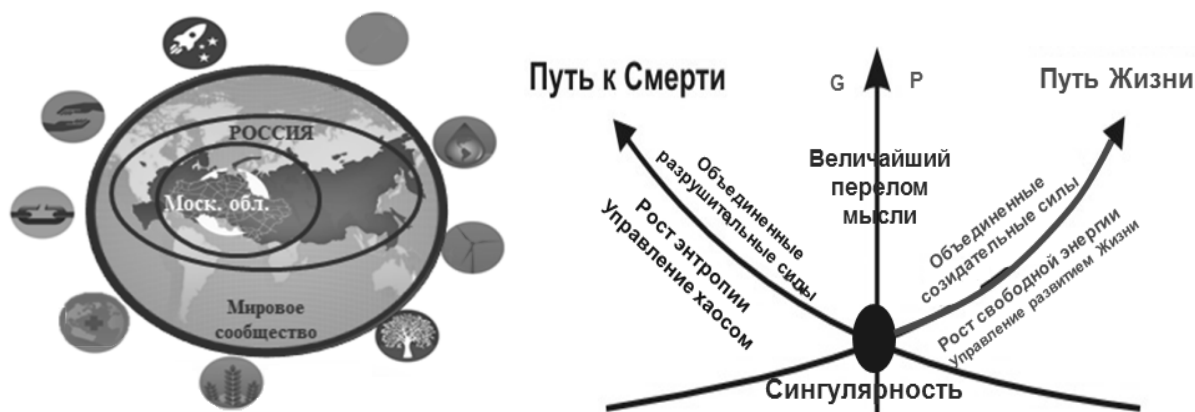 РОССИЯ
Моск. обл.
Мировое
сообщество
Путь к Смерти
G P
Путь Жизни
Величайший
перелом
мысли
Объединенные
разрушительные силы
Рост энтропии
Управление хаосом
Объединенные
созидательные силы
Рост свободной энергии
Управление развитием Жизни
Сингулярность